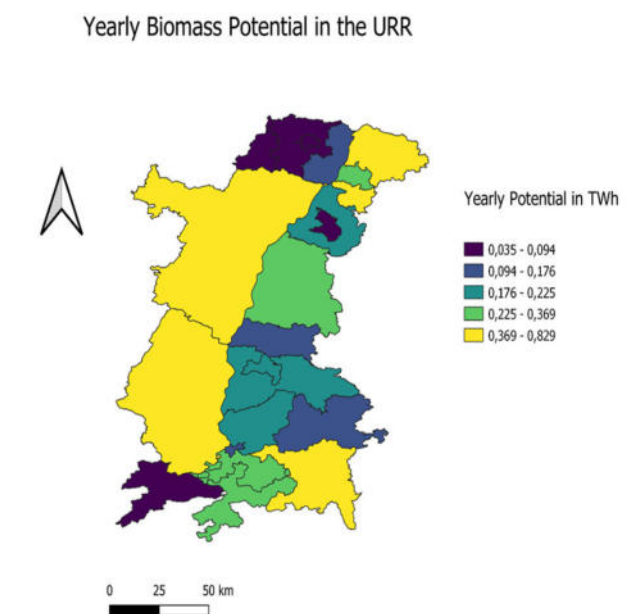 Yearly Biomass Potential in the URR
Yearly Potential in TWh
0,035 - 0,094
0,094 - 0,176
0,176 - 0,225
0,225 - 0,369
0,369 - 0,829
0 25 50 km